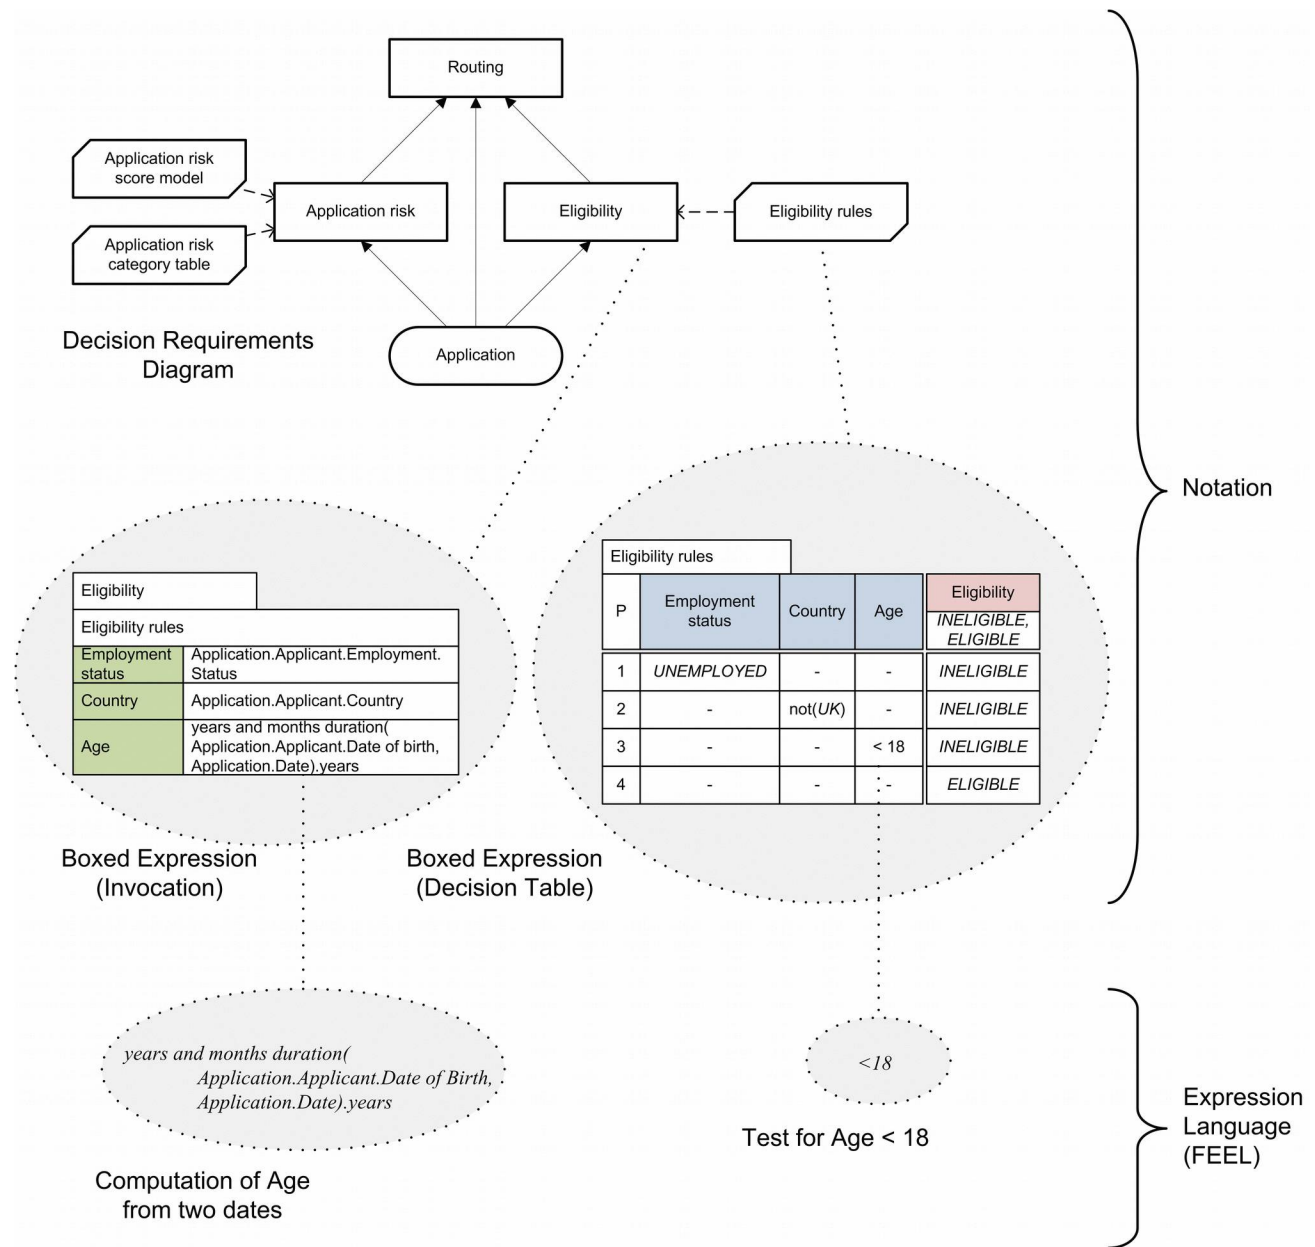 Routing
Application risk
score model
Application risk
Eligibility
Eligibility rules
Application risk
category table
Decision Requirements
Diagram
Application
Notation
Eligibility
Eligibility rules
Employment
status
Application.Applicant.Employment.
Status
Country
Application.Applicant.Country
Age
years and months duration(
Application.Applicant.Date of birth,
Application.Date).years
Boxed Expression
(Invocation)
Eligibility rules
P
Employment
status
Country
Age
Eligibility
INELIGIBLE,
ELIGIBLE
1 UNEMPLOYED - - INELIGIBLE
2 - not(UK) - INELIGIBLE
3 - - < 18 INELIGIBLE
4 - - - ELIGIBLE
Boxed Expression
(Decision Table)
years and months duration(
Application.Applicant.Date of Birth,
Application.Date).years
Computation of Age
from two dates
<18
Test for Age < 18
Expression
Language
(FEEL)